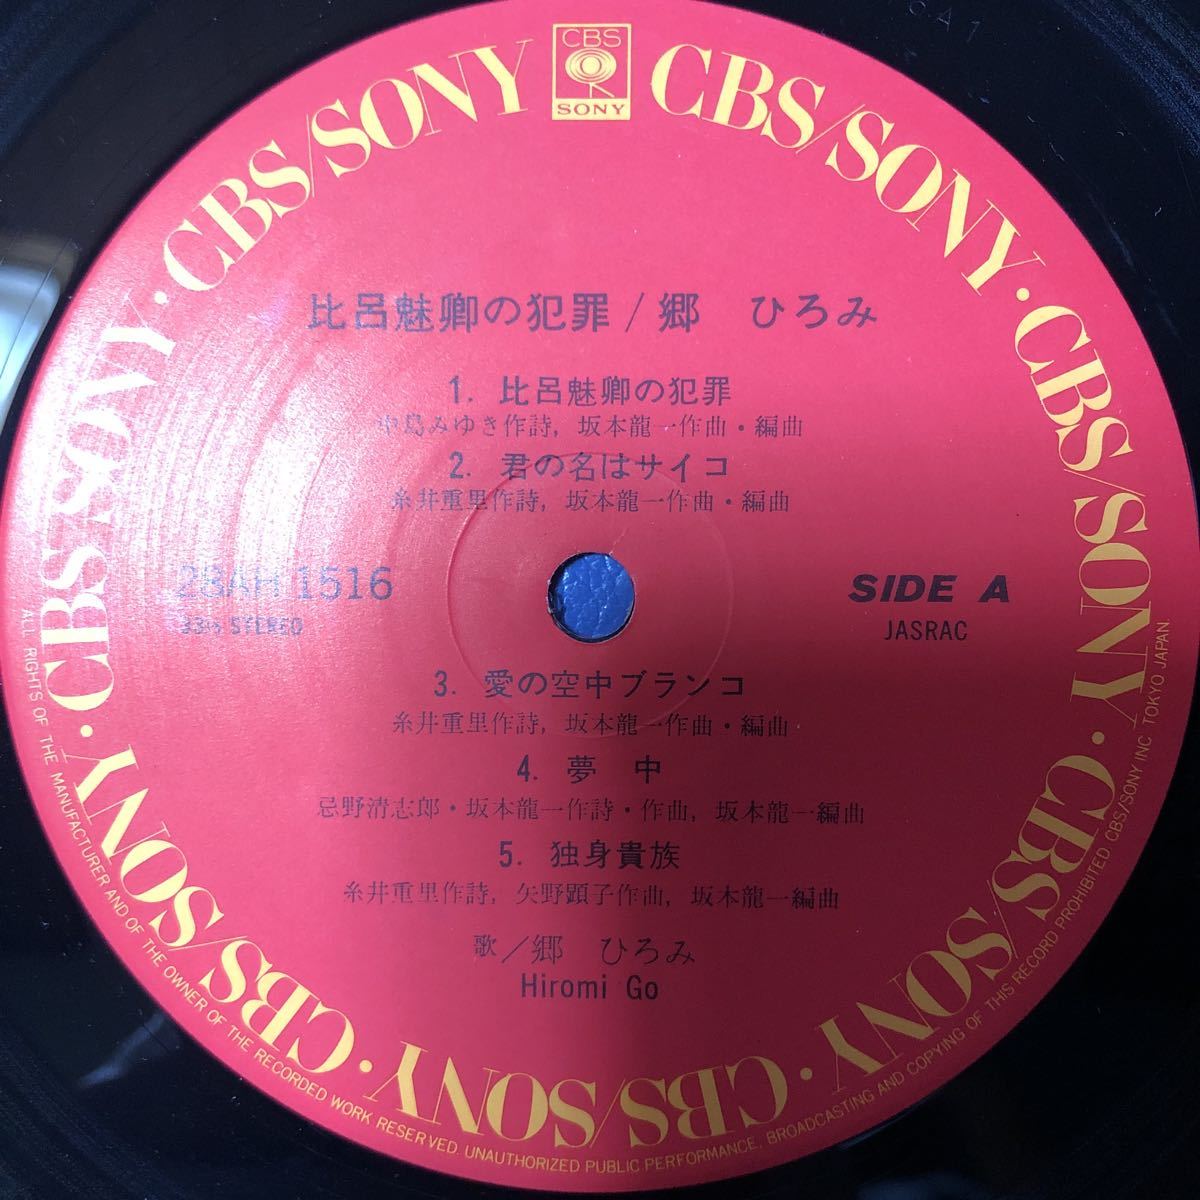 CBS
SONY
CBS/SONY · CBS/SONY · CBS/SONY · CBS/SONY · CBS/SONY · CBS/SONY · CBS/SONY · CBS/SONY
比呂魅卿の犯罪/郷　ひろみ
1. 比呂魅卿の犯罪
中島みゆき作詩, 坂本龍一作曲・編曲
2. 君の名はサイコ
糸井重里作詩, 坂本龍一作曲・編曲
28AH 1516
33⅓ STEREO
SIDE A
JASRAC
3. 愛の空中ブランコ
糸井重里作詩, 坂本龍一作曲・編曲
4. 夢　中
忌野清志郎・坂本龍一作詩・作曲, 坂本龍一編曲
5. 独身貴族
糸井重里作詩, 矢野顕子作曲, 坂本龍一編曲
歌／郷　ひろみ
Hiromi Go
ALL RIGHTS OF THE MANUFACTURER AND OF THE OWNER OF THE RECORDED WORK RESERVED. UNAUTHORIZED PUBLIC PERFORMANCE, BROADCASTING AND COPYING OF THIS RECORD PROHIBITED CBS/SONY INC. TOKYO JAPAN.